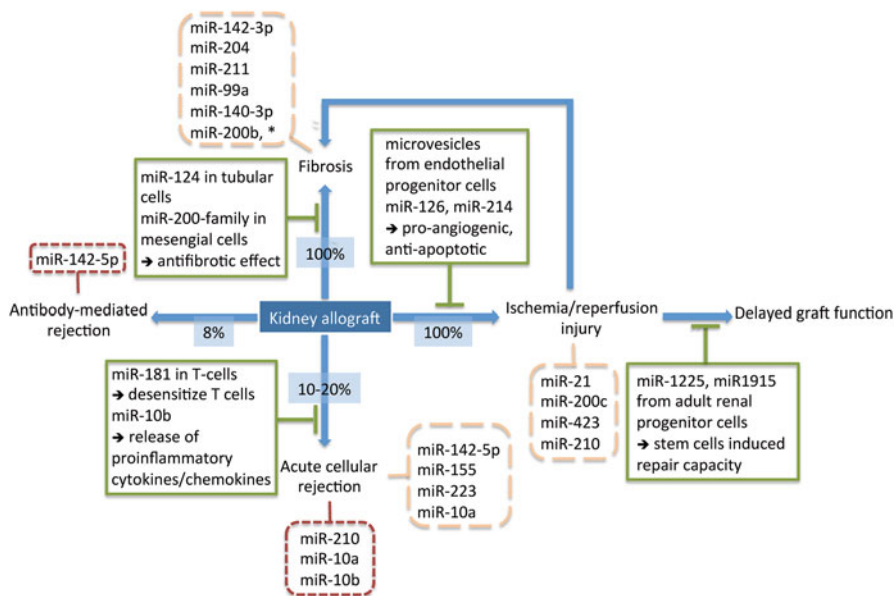 miR-142-3p
miR-204
miR-211
miR-99a
miR-140-3p
miR-200b, *
Fibrosis
miR-124 in tubular
cells
miR-200-family in
mesengial cells
➔ antifibrotic effect
microvesicles
from endothelial
progenitor cells
miR-126, miR-214
➔ pro-angiogenic,
anti-apoptotic
100%
miR-142-5p
Antibody-mediated
rejection
8%
Kidney allograft
100%
Ischemia/reperfusion
injury
Delayed graft function
miR-181 in T-cells
➔ desensitize T cells
miR-10b
➔ release of
proinflammatory
cytokines/chemokines
10-20%
Acute cellular
rejection
miR-142-5p
miR-155
miR-223
miR-10a
miR-21
miR-200c
miR-423
miR-210
miR-1225, miR1915
from adult renal
progenitor cells
➔ stem cells induced
repair capacity
miR-210
miR-10a
miR-10b